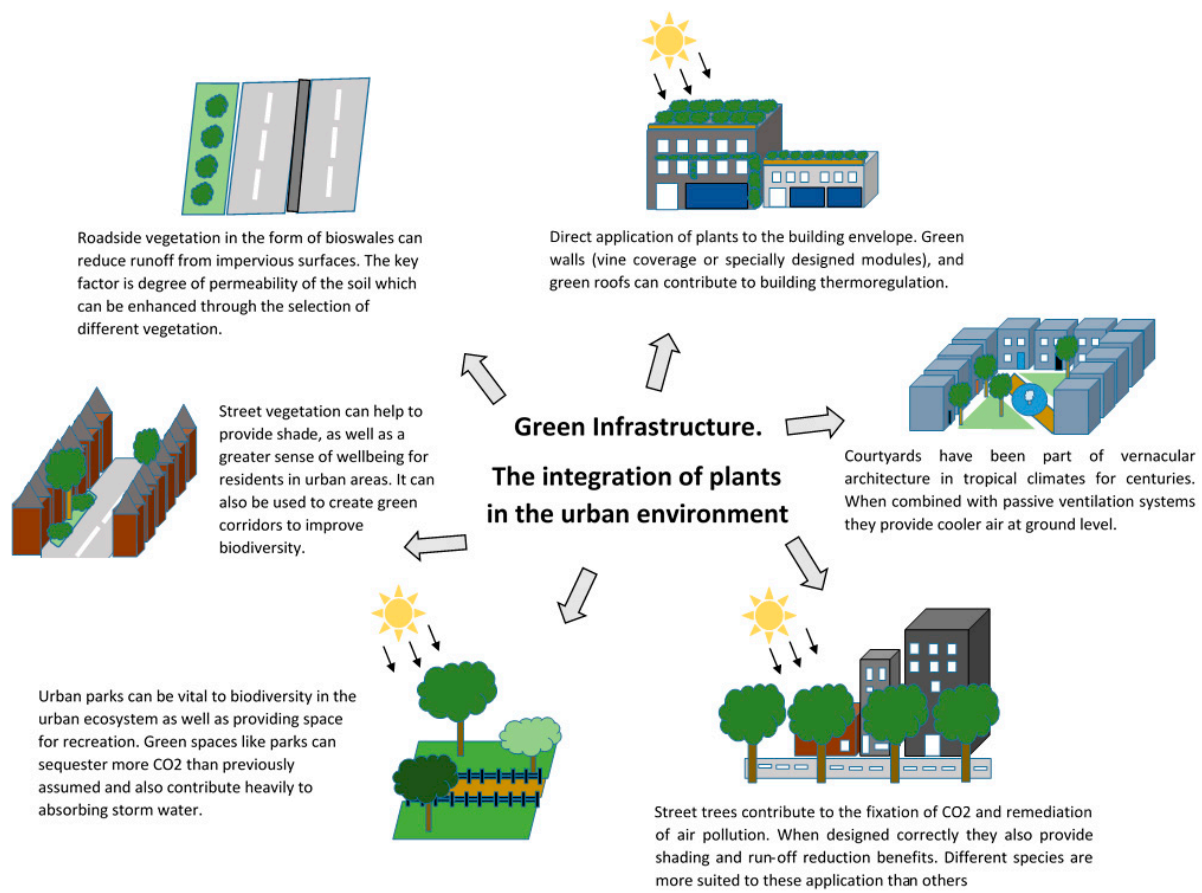 Roadside vegetation in the form of bioswales can
reduce runoff from impervious surfaces. The key
factor is degree of permeability of the soil which
can be enhanced through the selection of
different vegetation.
Direct application of plants to the building envelope. Green
walls (vine coverage or specially designed modules), and
green roofs can contribute to building thermoregulation.
Street vegetation can help to
provide shade, as well as a
greater sense of wellbeing for
residents in urban areas. It can
also be used to create green
corridors to improve
biodiversity.
Green Infrastructure.
The integration of plants
in the urban environment
Courtyards have been part of vernacular
architecture in tropical climates for centuries.
When combined with passive ventilation systems
they provide cooler air at ground level.
Urban parks can be vital to biodiversity in the
urban ecosystem as well as providing space
for recreation. Green spaces like parks can
sequester more CO2 than previously
assumed and also contribute heavily to
absorbing storm water.
Street trees contribute to the fixation of CO2 and remediation
of air pollution. When designed correctly they also provide
shading and run-off reduction benefits. Different species are
more suited to these application than others